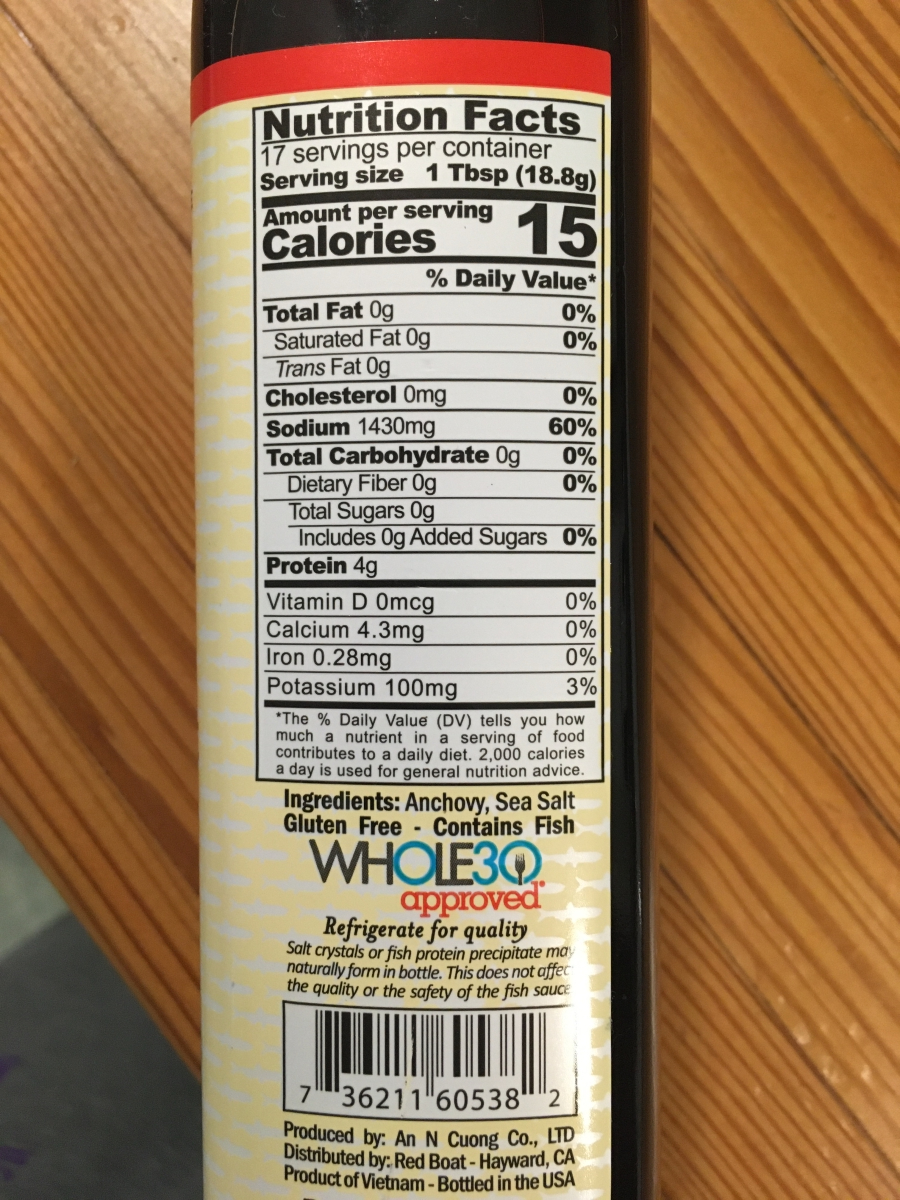 Nutrition Facts
17 servings per container
Serving size 1 Tbsp (18.8g)
Amount per serving
Calories 15
% Daily Value*
Total Fat 0g 0%
Saturated Fat 0g 0%
Trans Fat 0g
Cholesterol 0mg 0%
Sodium 1430mg 60%
Total Carbohydrate 0g 0%
Dietary Fiber 0g 0%
Total Sugars 0g
Includes 0g Added Sugars 0%
Protein 4g
Vitamin D 0mcg 0%
Calcium 4.3mg 0%
Iron 0.28mg 0%
Potassium 100mg 3%
*The % Daily Value (DV) tells you how
much a nutrient in a serving of food
contributes to a daily diet. 2,000 calories
a day is used for general nutrition advice.
Ingredients: Anchovy, Sea Salt
Gluten Free - Contains Fish
WHOLE30
approved
Refrigerate for quality
Salt crystals or fish protein precipitate may
naturally form in bottle. This does not affec
the quality or the safety of the fish sauce
7 36211 60538 2
Produced by: An N Cuong Co., LTD
Distributed by: Red Boat - Hayward, CA
Product of Vietnam - Bottled in the USA